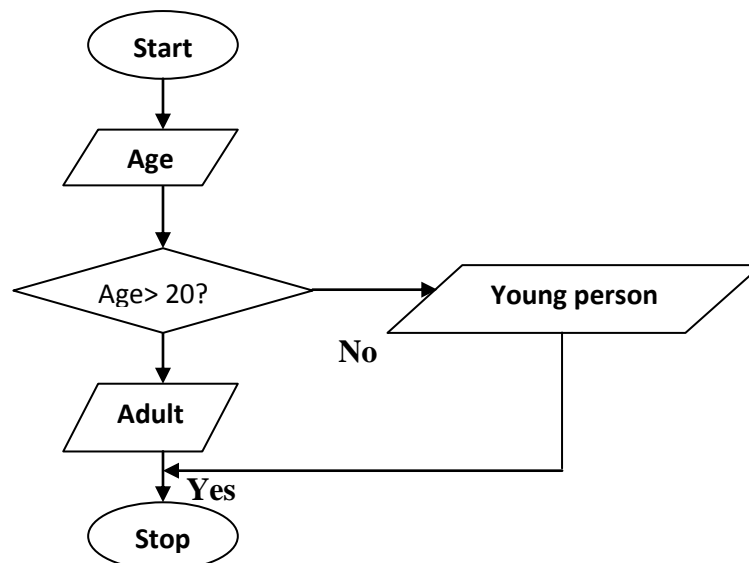 Start
Age
Age> 20?
Young person
No
Adult
Yes
Stop